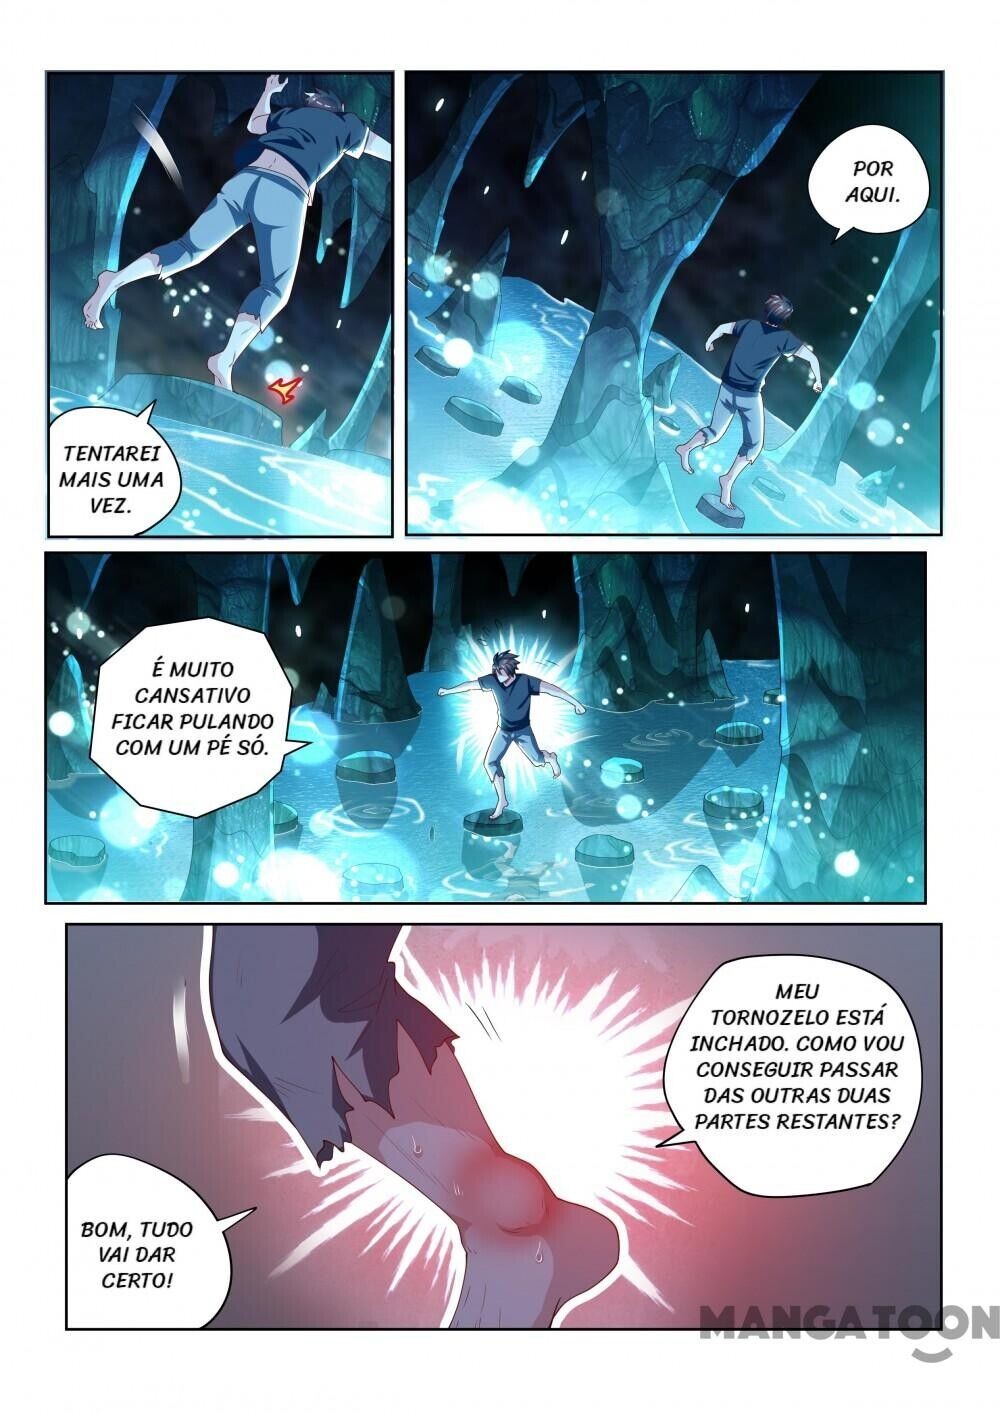 TENTAREI
MAIS UMA
VEZ.
POR
AQUI.
É MUITO
CANSATIVO
FICAR PULANDO
COM UM PÉ SÓ.
MEU
TORNOZELO ESTÁ
INCHADO. COMO VOU
CONSEGUIR PASSAR
DAS OUTRAS DUAS
PARTES RESTANTES?
BOM, TUDO
VAI DAR
CERTO!
MANGATOON